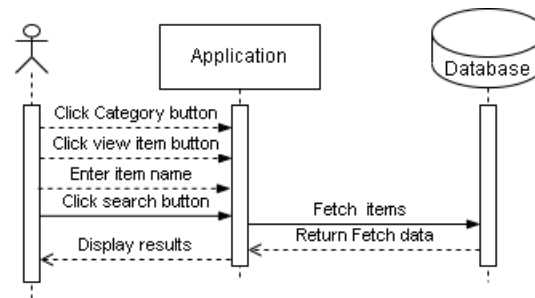 Application
Database
Click Category button
Click view item button
Enter item name
Click search button
Fetch items
Return Fetch data
Display results